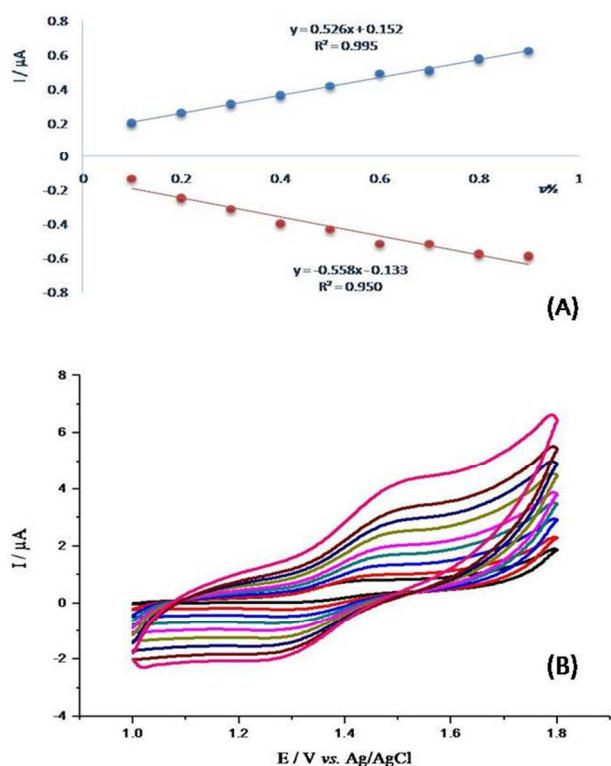 0.8
y = 0.526x + 0.152
R² = 0.995
0.6
I / µA
0.4
0.2
0
0 0.2 0.4 0.6 0.8 1
ν½
-0.2
-0.4
-0.6
y = -0.558x - 0.133
R² = 0.950
-0.8
(A)
8
6
4
I / µA
2
0
-2
(B)
-4
1.0 1.2 1.4 1.6 1.8
E / V vs. Ag/AgCl